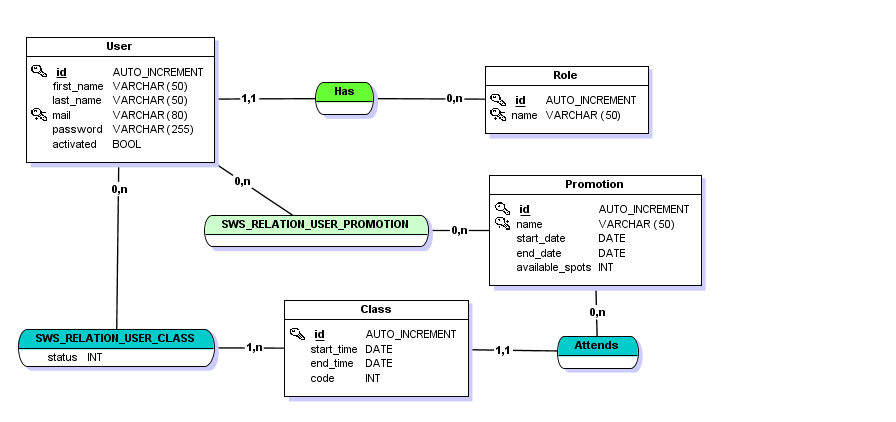 User
id AUTO_INCREMENT
first_name VARCHAR (50)
last_name VARCHAR (50)
mail VARCHAR (80)
password VARCHAR (255)
activated BOOL
1,1
Has
0,n
Role
id AUTO_INCREMENT
name VARCHAR (50)
0,n
0,n
SWS_RELATION_USER_PROMOTION
0,n
Promotion
id AUTO_INCREMENT
name VARCHAR (50)
start_date DATE
end_date DATE
available_spots INT
0,n
SWS_RELATION_USER_CLASS
status INT
1,n
Class
id AUTO_INCREMENT
start_time DATE
end_time DATE
code INT
1,1
Attends